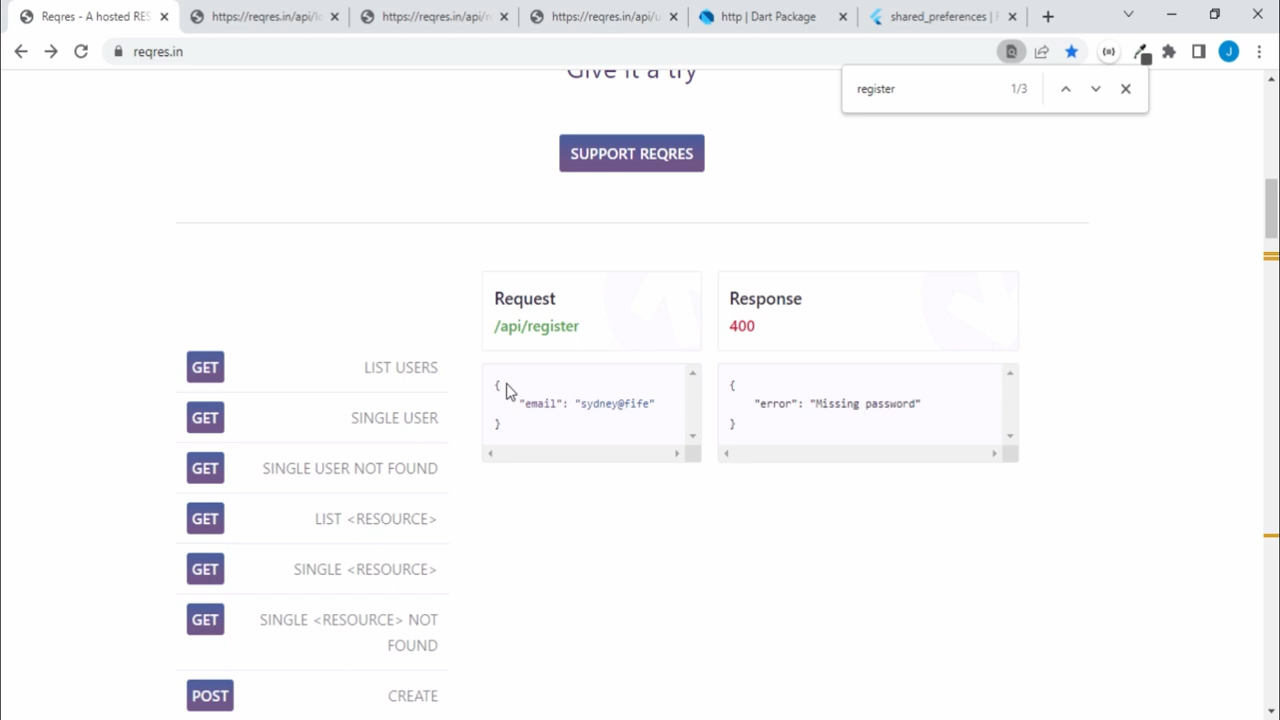 Reqres - A hosted RES
https://reqres.in/api/
https://reqres.in/api/
https://reqres.in/api/u
http | Dart Package
shared_preferences |
reqres.in
J
register
1/3
Give it a try
SUPPORT REQRES
Request
/api/register
Response
400
{
"email": "sydney@fife"
}
{
"error": "Missing password"
}
GET
LIST USERS
GET
SINGLE USER
GET
SINGLE USER NOT FOUND
GET
LIST <RESOURCE>
GET
SINGLE <RESOURCE>
GET
SINGLE <RESOURCE> NOT
FOUND
POST
CREATE